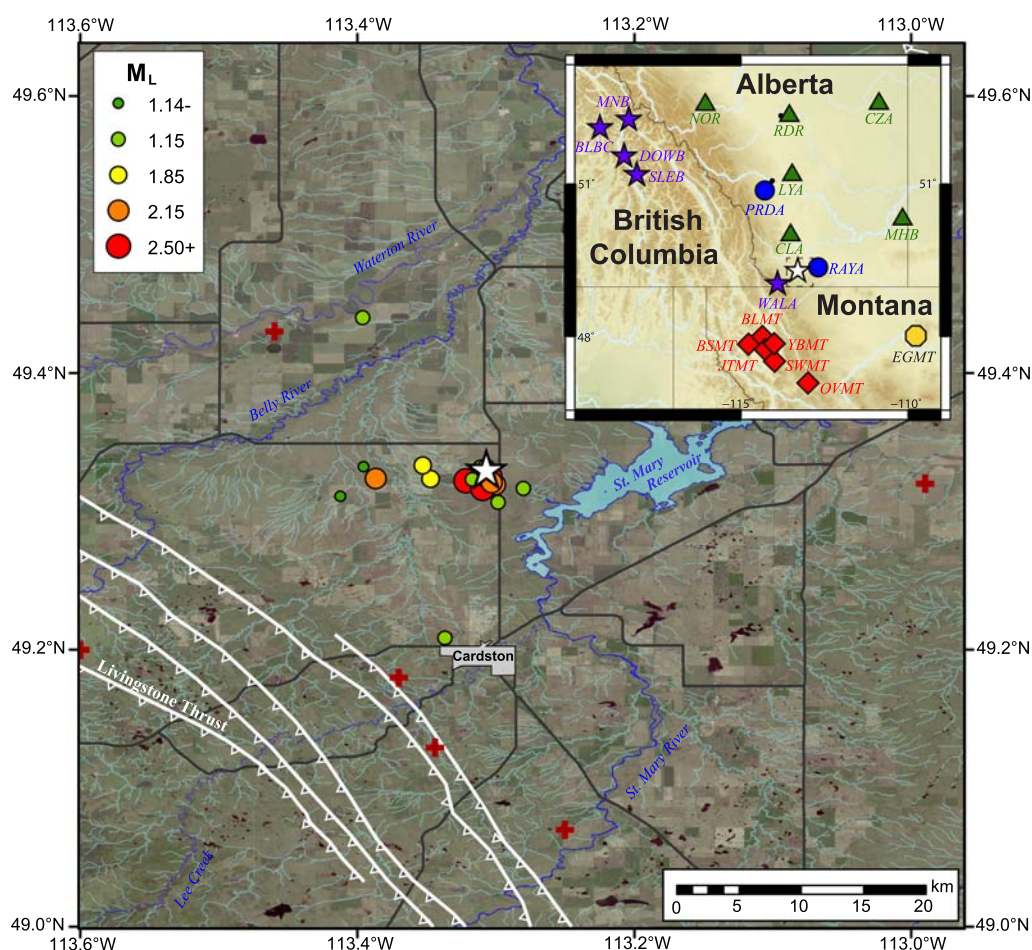 113.6°W 113.4°W 113.2°W 113.0°W
49.6°N 49.6°N
M_L
1.14-
1.15
1.85
2.15
2.50+
Alberta
MNB
NOR
RDR
CZA
BLBC
DOWB
SLEB
LYA
51° 51°
PRDA
British
Columbia
MHB
CLA
RAYA
WALA
Montana
BLMT
48°
BSMT
YBMT
EGMT
JTMT
SWMT
OVMT
−115 −110°
Waterton River
Belly River
49.4°N 49.4°N
St. Mary
Reservoir
49.2°N 49.2°N
Cardston
Livingstone Thrust
St. Mary River
Lee Creek
km
0 5 10 15 20
49.0°N 49.0°N
113.6°W 113.4°W 113.2°W 113.0°W